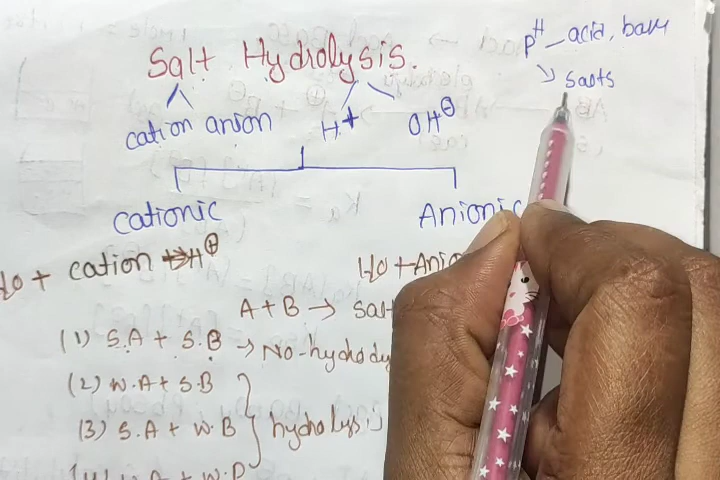 Salt Hydrolysis.
pH - acid, base
↘ salts
cation anion H+ OH⊖
Cationic Anionic
H2O + cation → H⊕
H2O + Anio
A + B → salt
(1) S.A + S.B → No-hydrody
(2) W.A + S.B
(3) S.A + W.B } hydrolysis